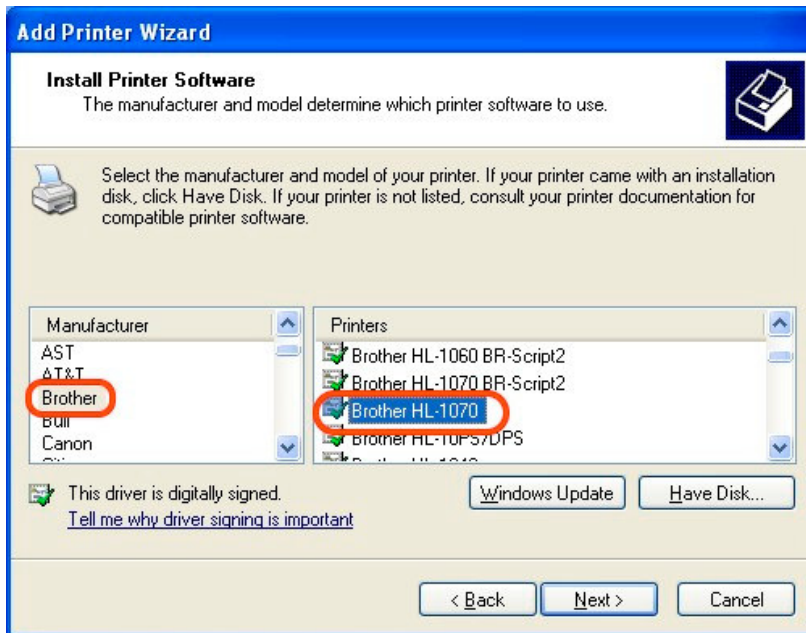 Add Printer Wizard
Install Printer Software
The manufacturer and model determine which printer software to use.
Select the manufacturer and model of your printer. If your printer came with an installation
disk, click Have Disk. If your printer is not listed, consult your printer documentation for
compatible printer software.
Manufacturer
AST
AT&T
Brother
Bull
Canon
Printers
Brother HL-1060 BR-Script2
Brother HL-1070 BR-Script2
Brother HL-1070
Brother HL-10PS/DPS
This driver is digitally signed.
Tell me why driver signing is important
Windows Update
Have Disk...
< Back
Next >
Cancel